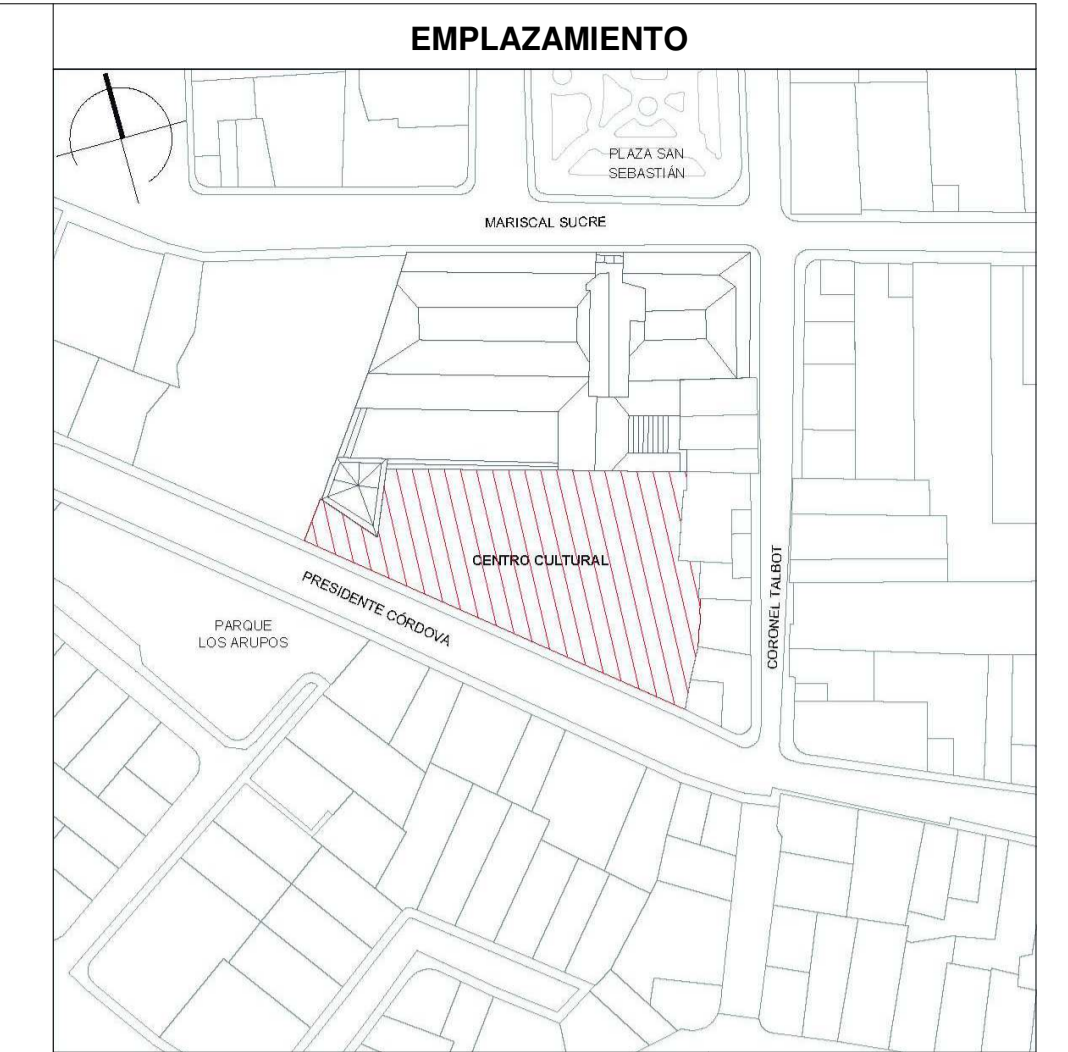 EMPLAZAMIENTO
PLAZA SAN
SEBASTIÁN
MARISCAL SUCRE
CENTRO CULTURAL
CORONEL TALBOT
PRESIDENTE CÓRDOVA
PARQUE
LOS ARUPOS